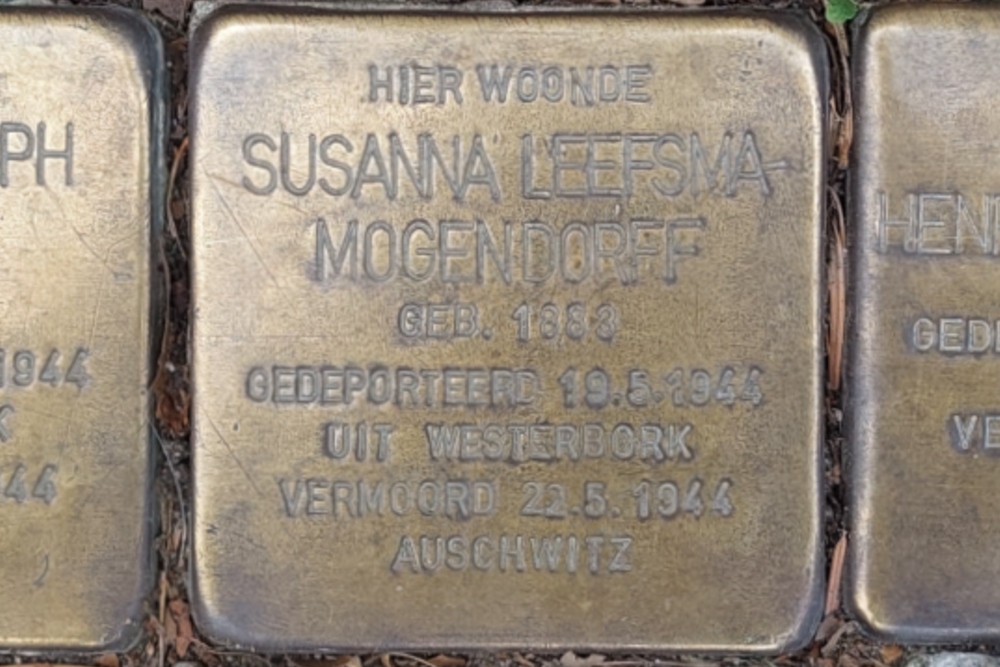 HIER WOONDE
SUSANNA LEEFSMA-
MOGENDORFF
GEB. 1883
GEDEPORTEERD 19.5.1944
UIT WESTERBORK
VERMOORD 22.5.1944
AUSCHWITZ